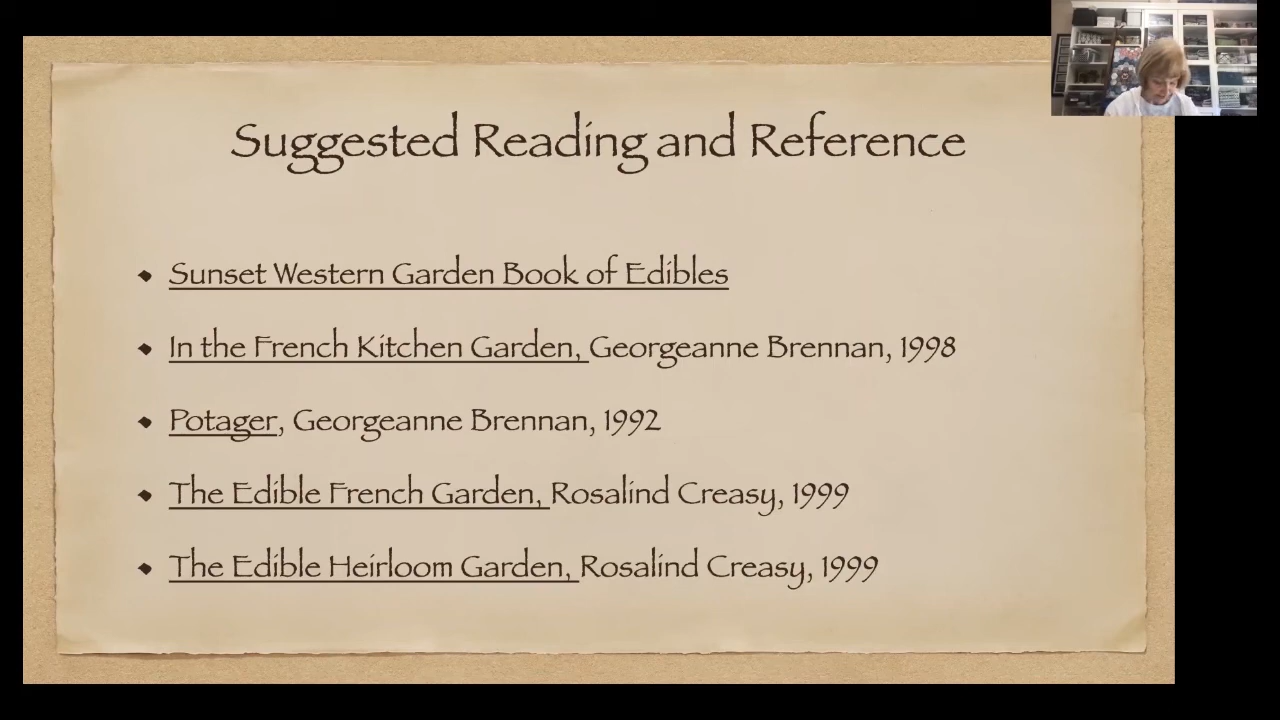 Suggested Reading and Reference
Sunset Western Garden Book of Edibles
In the French Kitchen Garden, Georgeanne Brennan, 1998
Potager, Georgeanne Brennan, 1992
The Edible French Garden, Rosalind Creasy, 1999
The Edible Heirloom Garden, Rosalind Creasy, 1999